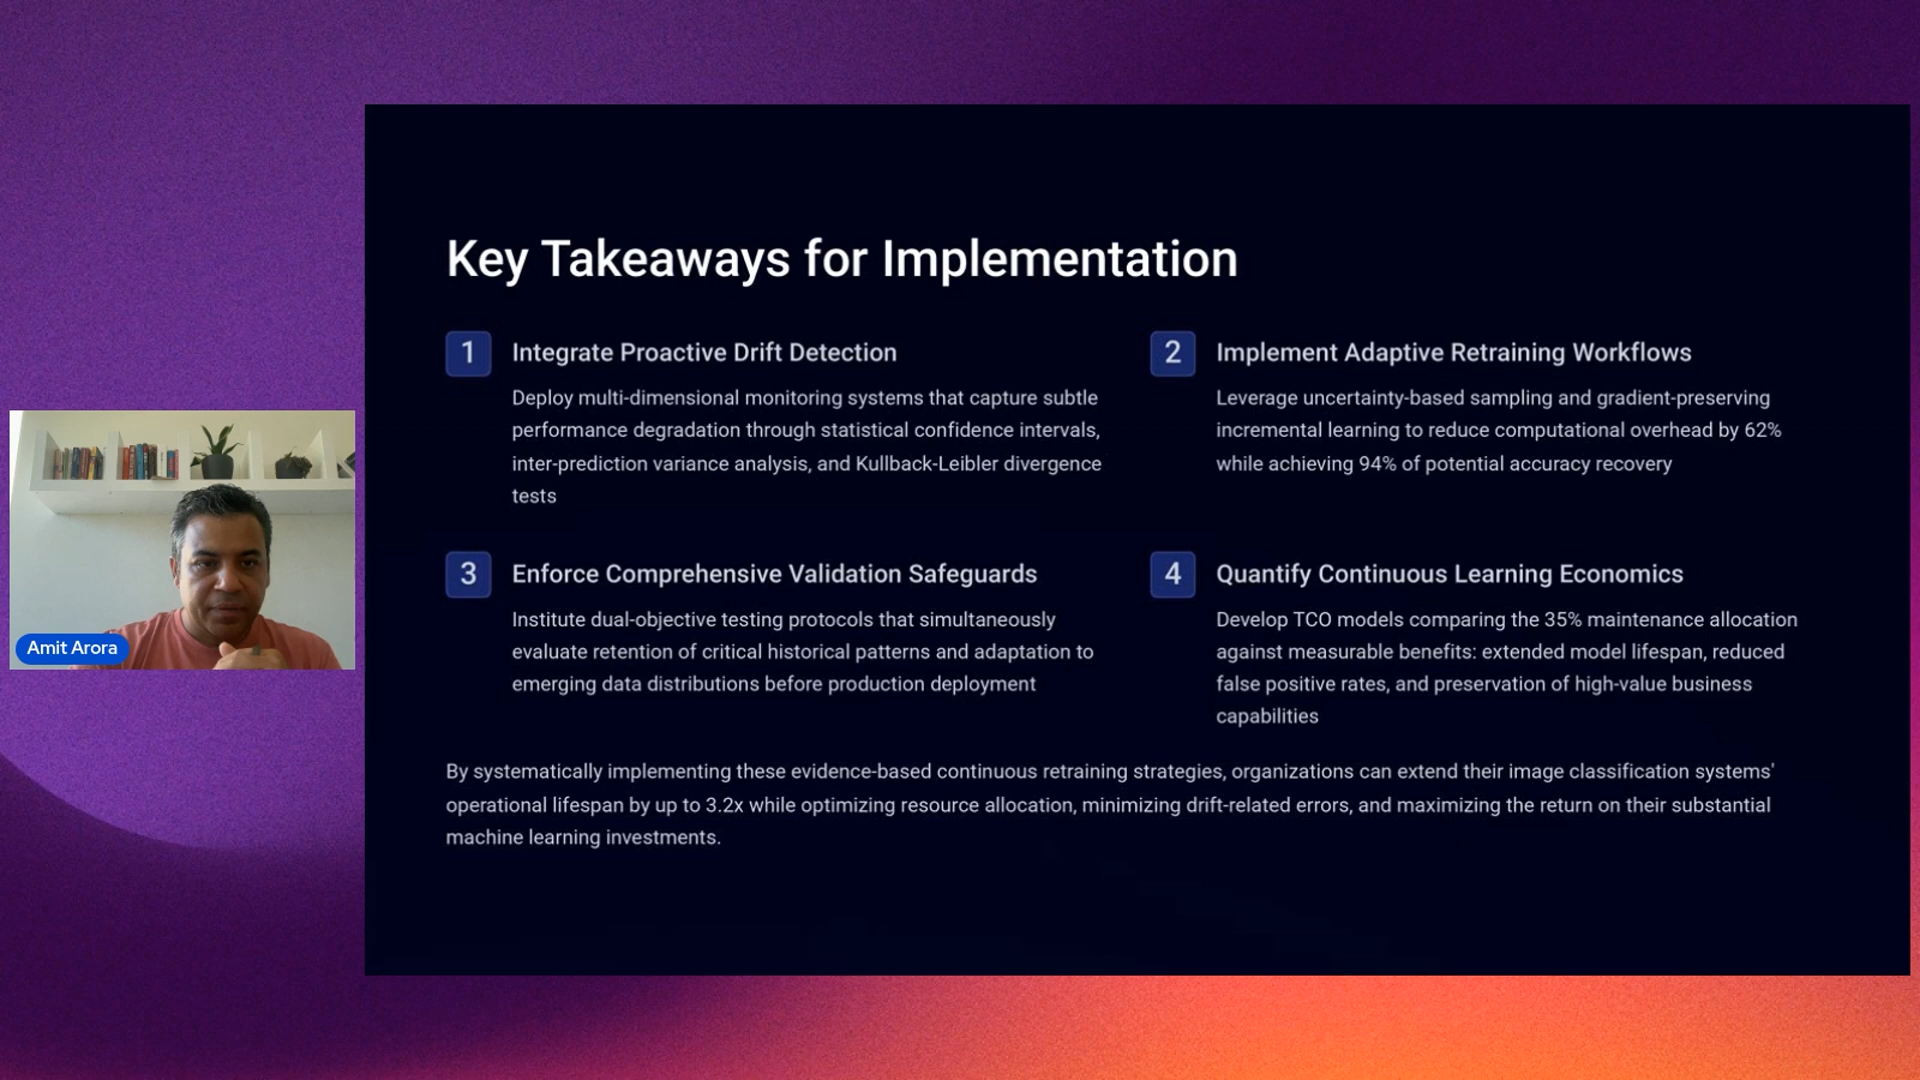 Key Takeaways for Implementation
1
Integrate Proactive Drift Detection
Deploy multi-dimensional monitoring systems that capture subtle
performance degradation through statistical confidence intervals,
inter-prediction variance analysis, and Kullback-Leibler divergence
tests
2
Implement Adaptive Retraining Workflows
Leverage uncertainty-based sampling and gradient-preserving
incremental learning to reduce computational overhead by 62%
while achieving 94% of potential accuracy recovery
3
Enforce Comprehensive Validation Safeguards
Institute dual-objective testing protocols that simultaneously
evaluate retention of critical historical patterns and adaptation to
emerging data distributions before production deployment
4
Quantify Continuous Learning Economics
Develop TCO models comparing the 35% maintenance allocation
against measurable benefits: extended model lifespan, reduced
false positive rates, and preservation of high-value business
capabilities
By systematically implementing these evidence-based continuous retraining strategies, organizations can extend their image classification systems'
operational lifespan by up to 3.2x while optimizing resource allocation, minimizing drift-related errors, and maximizing the return on their substantial
machine learning investments.
Amit Arora